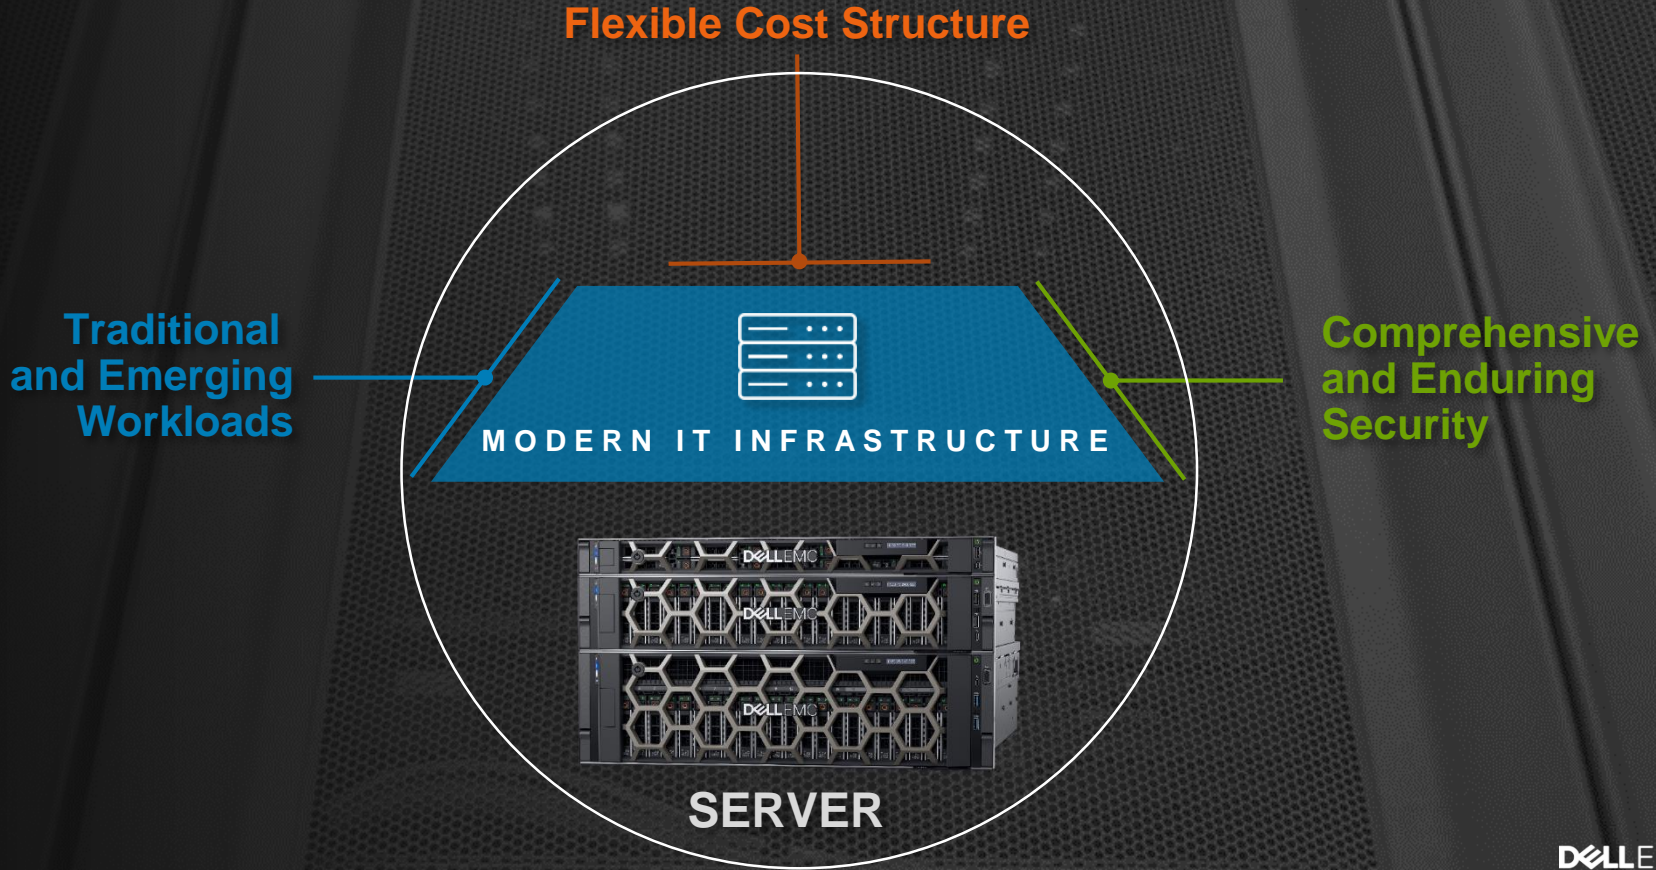 Flexible Cost Structure
Traditional
and Emerging
Workloads
Comprehensive
and Enduring
Security
MODERN IT INFRASTRUCTURE
DELLEMC
DELLEMC
DELLEMC
SERVER
DELLE